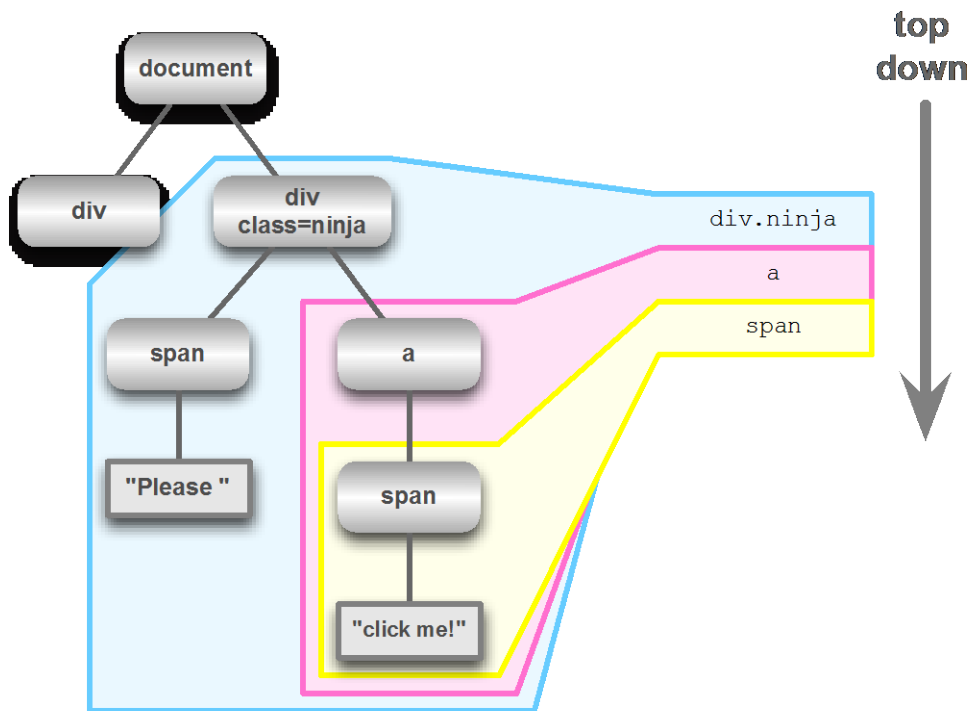 top
down
document
div
div
class=ninja
div.ninja
a
span
span
a
"Please "
span
"click me!"